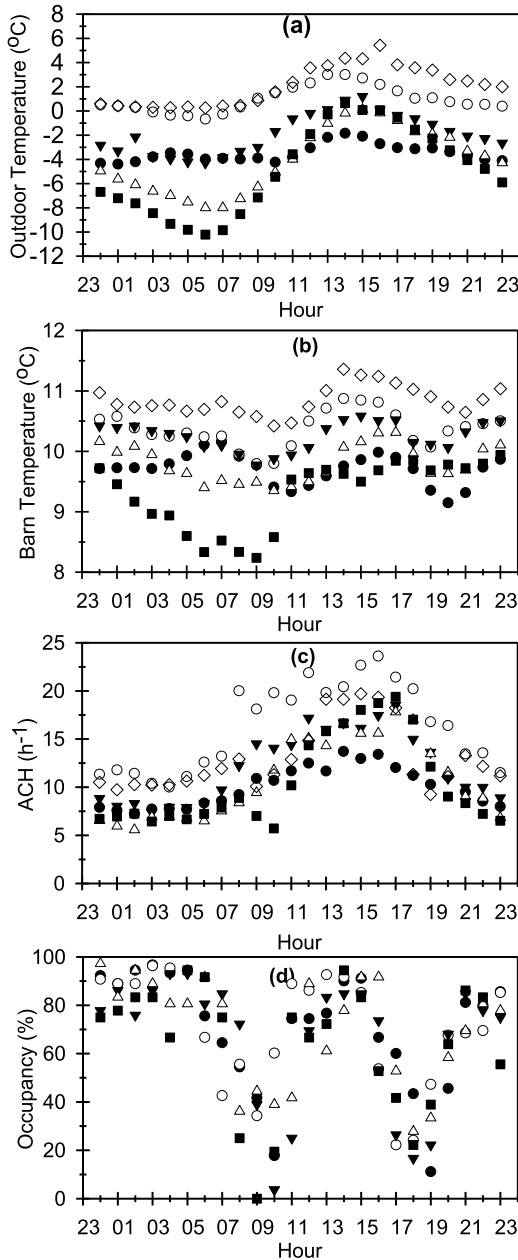 (a)
Outdoor Temperature (ºC)
8
6
4
2
0
-2
-4
-6
-8
-10
-12
23 01 03 05 07 09 11 13 15 17 19 21 23
Hour
(b)
Barn Temperature (ºC)
12
11
10
9
8
23 01 03 05 07 09 11 13 15 17 19 21 23
Hour
(c)
ACH (h-1)
25
20
15
10
5
0
23 01 03 05 07 09 11 13 15 17 19 21 23
Hour
(d)
Occupancy (%)
100
80
60
40
20
0
23 01 03 05 07 09 11 13 15 17 19 21 23
Hour